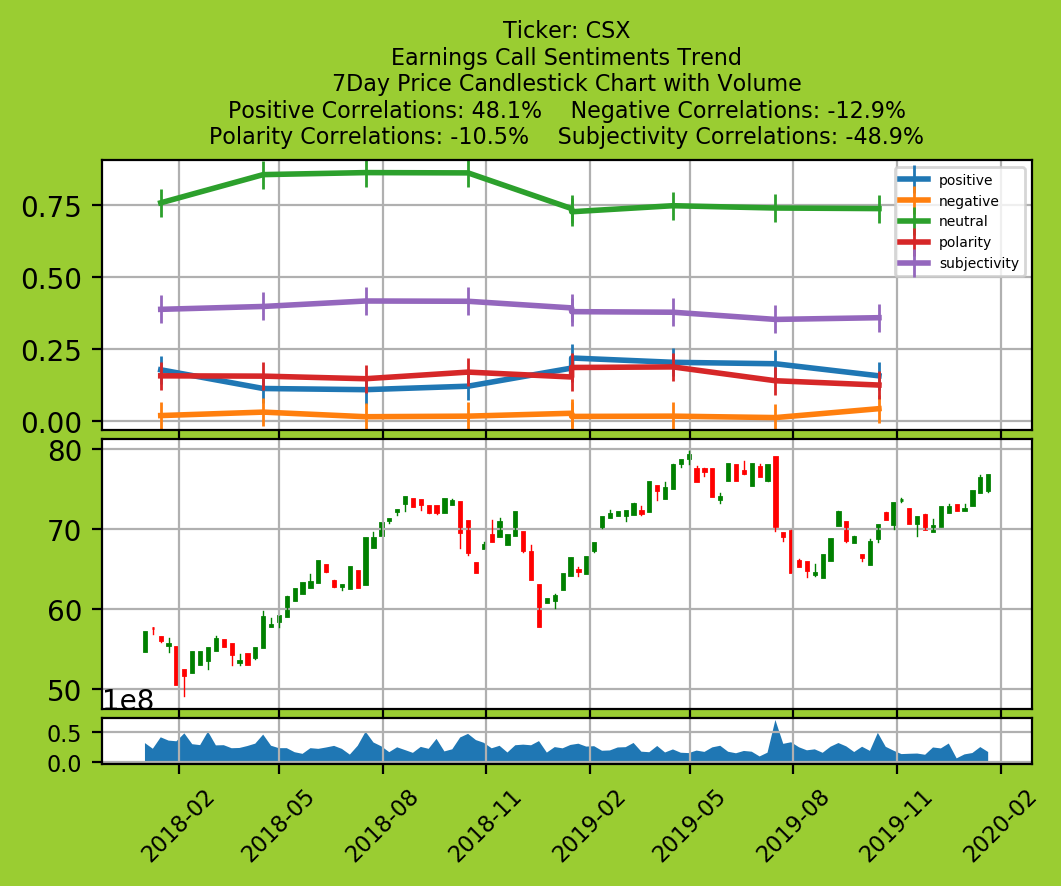 Ticker: CSX
Earnings Call Sentiments Trend
7Day Price Candlestick Chart with Volume
Positive Correlations: 48.1%    Negative Correlations: -12.9%
Polarity Correlations: -10.5%    Subjectivity Correlations: -48.9%
0.75
0.50
0.25
0.00
positive
negative
neutral
polarity
subjectivity
80
70
60
50
1e8
0.5
0.0
2018-02
2018-05
2018-08
2018-11
2019-02
2019-05
2019-08
2019-11
2020-02